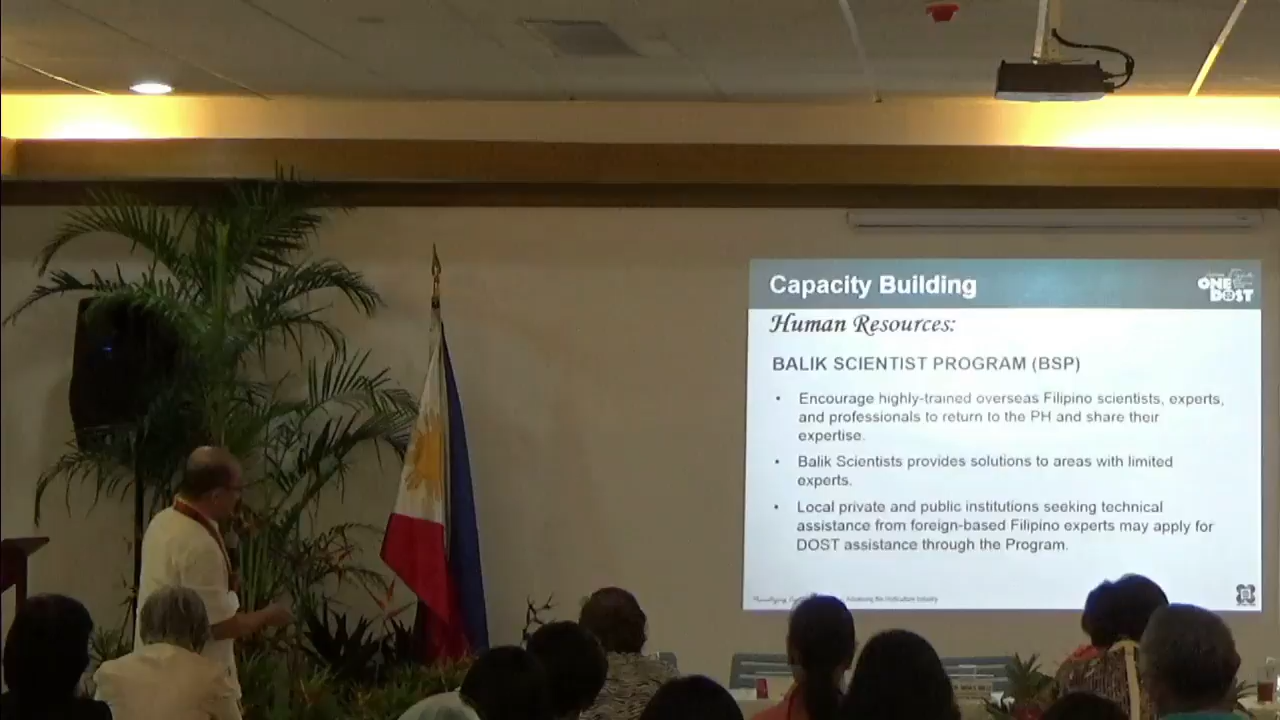 Capacity Building
ONE
DOST
Human Resources:
BALIK SCIENTIST PROGRAM (BSP)
• Encourage highly-trained overseas Filipino scientists, experts,
and professionals to return to the PH and share their
expertise.
• Balik Scientists provides solutions to areas with limited
experts.
• Local private and public institutions seeking technical
assistance from foreign-based Filipino experts may apply for
DOST assistance through the Program.